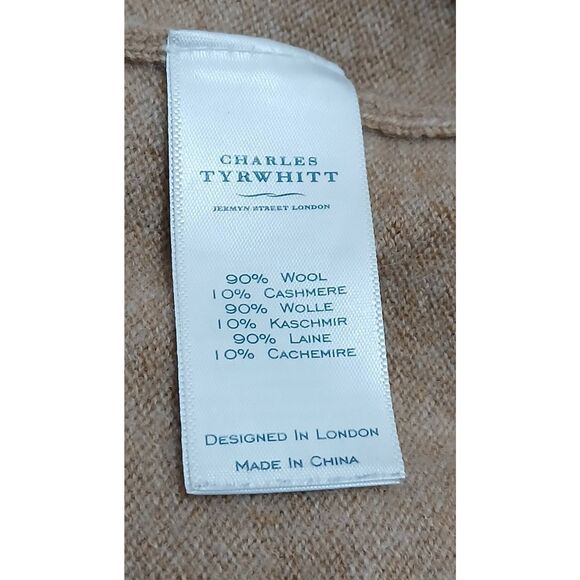 CHARLES
TYRWHITT
JERMYN STREET LONDON
90% WOOL
10% CASHMERE
90% WOLLE
10% KASCHMIR
90% LAINE
10% CACHEMIRE
DESIGNED IN LONDON
MADE IN CHINA